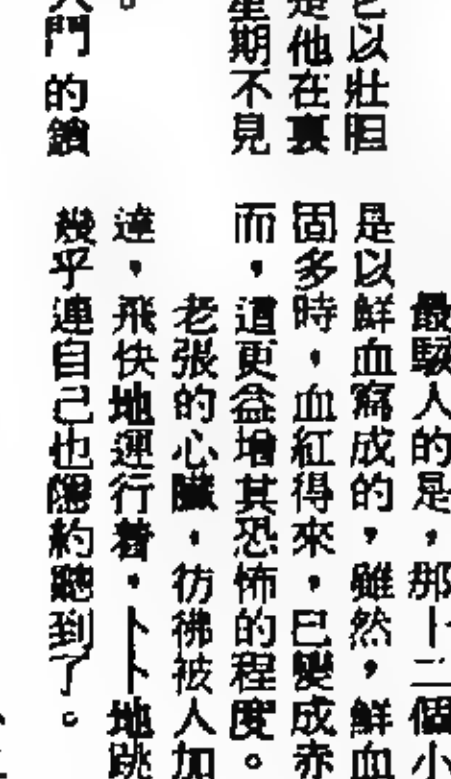 以壯胆
是他在裏
星期不見
。
門的鎖
最駭人的是，那十二個小
是以鮮血寫成的，雖然，鮮血
固多時，血紅得來，已變成赤
而，這更益增其恐怖的程度。
老張的心臟，彷彿被人加
達，飛快地運行着，卜卜地跳
幾乎連自己也隱約聽到了。